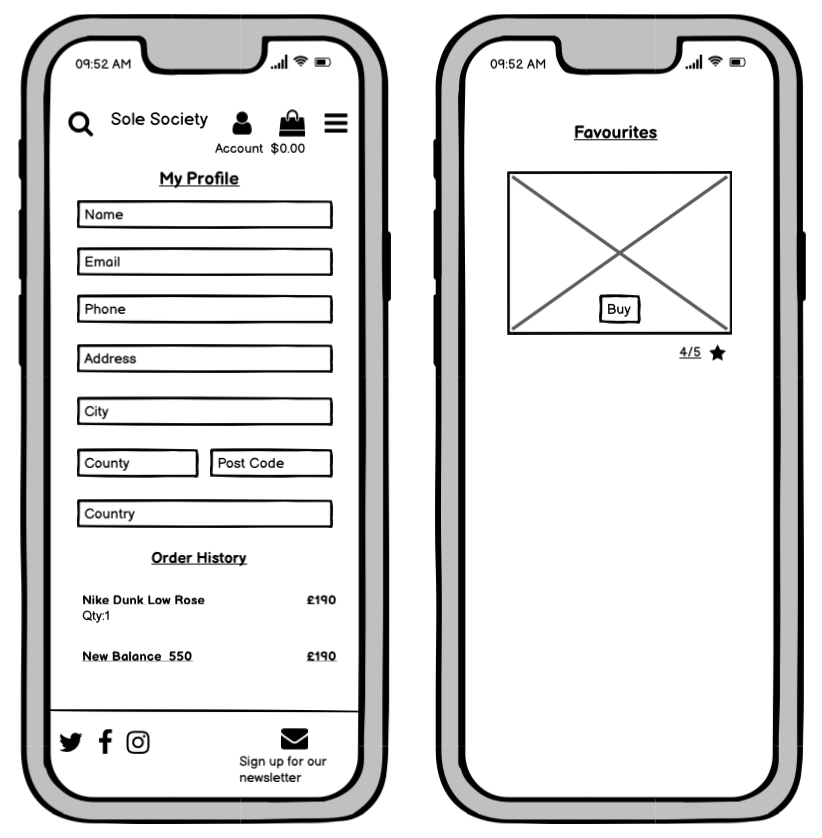 09:52 AM
Sole Society
Account $0.00
My Profile
Name
Email
Phone
Address
City
County Post Code
Country
Order History
Nike Dunk Low Rose £190
Qty:1
New Balance 550 £190
Sign up for our
newsletter
09:52 AM
Favourites
Buy
4/5